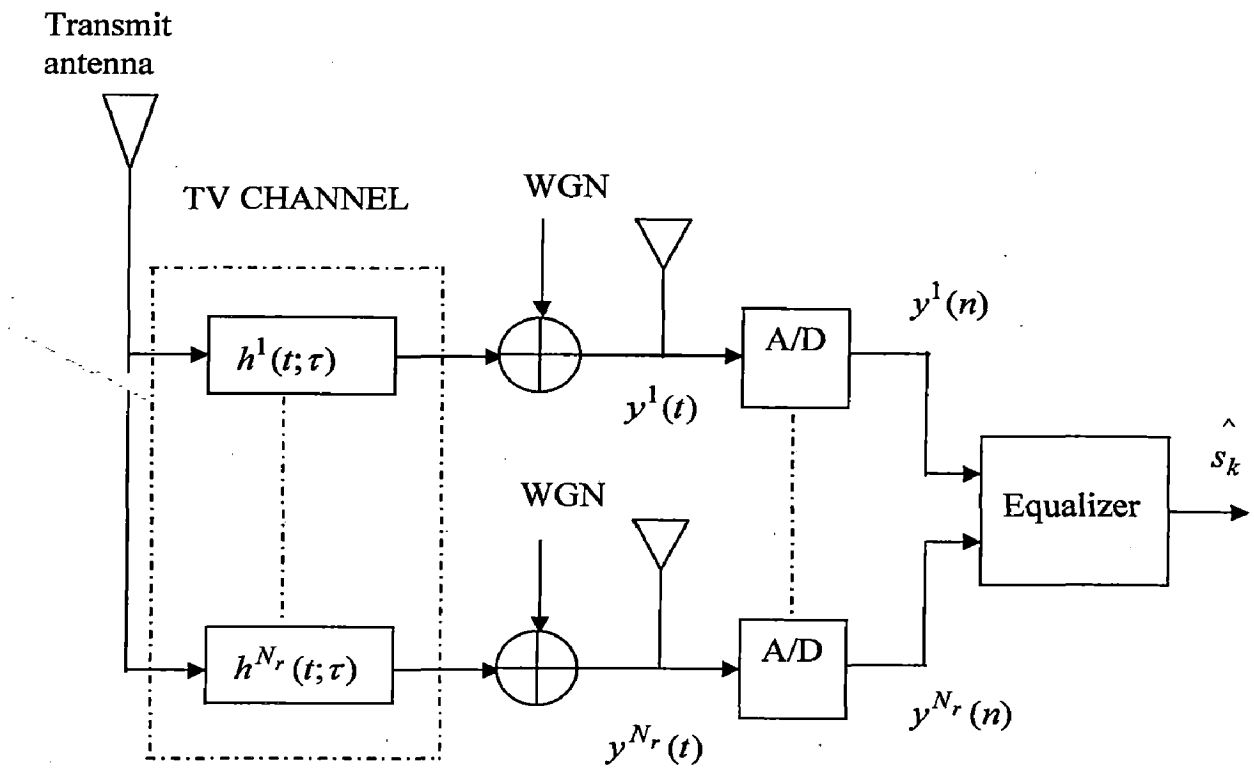 Transmit
antenna
TV CHANNEL
WGN
h^1(t;τ)
y^1(t)
A/D
y^1(n)
WGN
Equalizer
ŝ_k
h^{N_r}(t;τ)
y^{N_r}(t)
A/D
y^{N_r}(n)